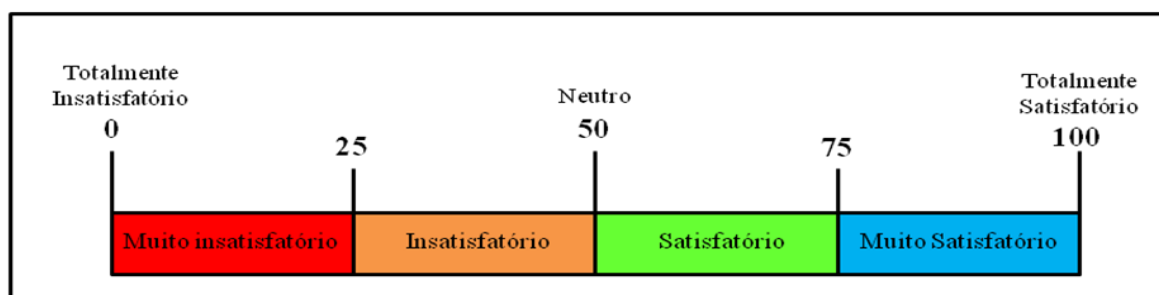 Totalmente
Insatisfatório
0
25
Neutro
50
75
Totalmente
Satisfatório
100
Muito insatisfatório
Insatisfatório
Satisfatório
Muito Satisfatório